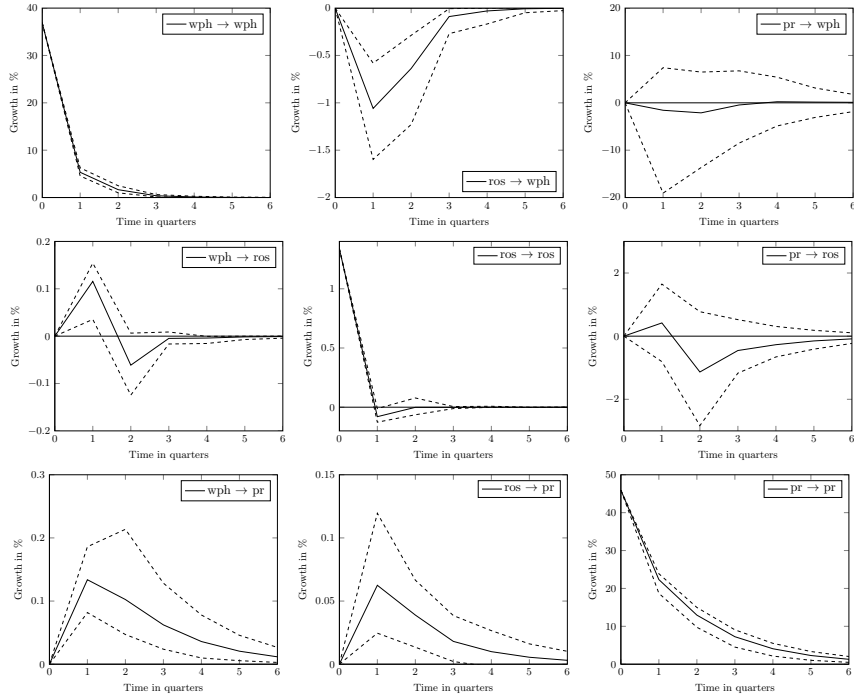 40
30
20
10
0
0 1 2 3 4 5 6
Growth in %
Time in quarters
wph → wph
0
−0.5
−1
−1.5
−2
0 1 2 3 4 5 6
Growth in %
Time in quarters
ros → wph
20
10
0
−10
−20
0 1 2 3 4 5 6
Growth in %
Time in quarters
pr → wph
0.2
0.1
0
−0.1
−0.2
0 1 2 3 4 5 6
Growth in %
Time in quarters
wph → ros
1
0.5
0
0 1 2 3 4 5 6
Growth in %
Time in quarters
ros → ros
2
0
−2
0 1 2 3 4 5 6
Growth in %
Time in quarters
pr → ros
0.3
0.2
0.1
0
0 1 2 3 4 5 6
Growth in %
Time in quarters
wph → pr
0.15
0.1
0.05
0
0 1 2 3 4 5 6
Growth in %
Time in quarters
ros → pr
50
40
30
20
10
0
0 1 2 3 4 5 6
Growth in %
Time in quarters
pr → pr